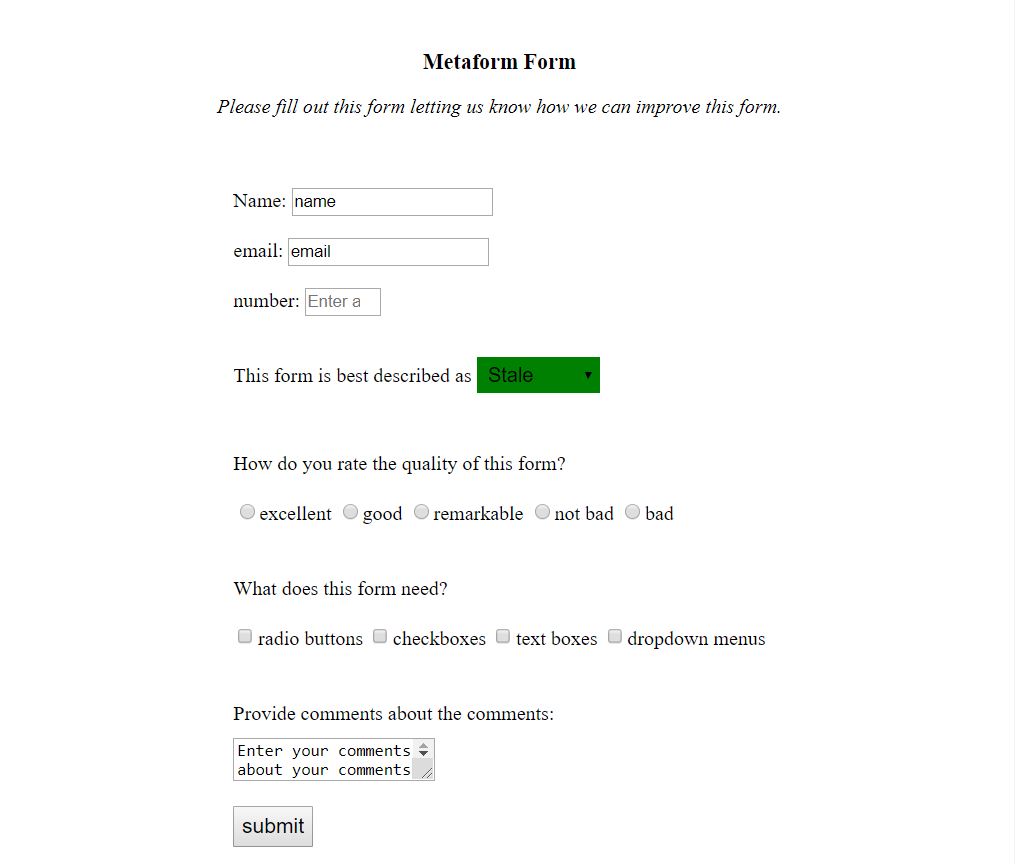 Metaform Form
Please fill out this form letting us know how we can improve this form.
Name: name
email: email
number: Enter a
This form is best described as Stale
How do you rate the quality of this form?
excellent good remarkable not bad bad
What does this form need?
radio buttons checkboxes text boxes dropdown menus
Provide comments about the comments:
Enter your comments
about your comments
submit